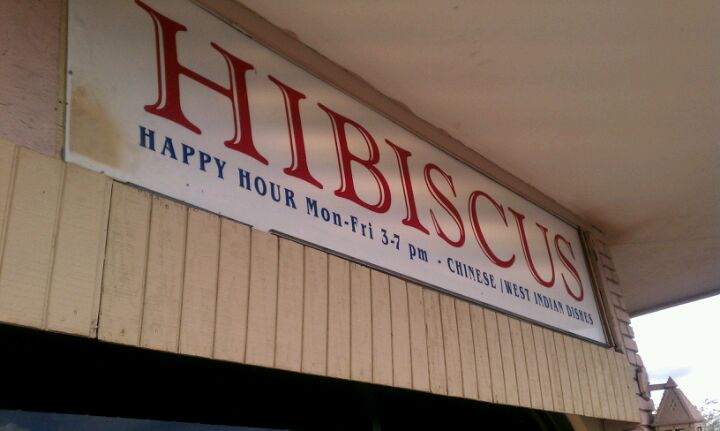 HIBISCUS
HAPPY HOUR Mon-Fri 3-7 pm - CHINESE / WEST INDIAN DISHES